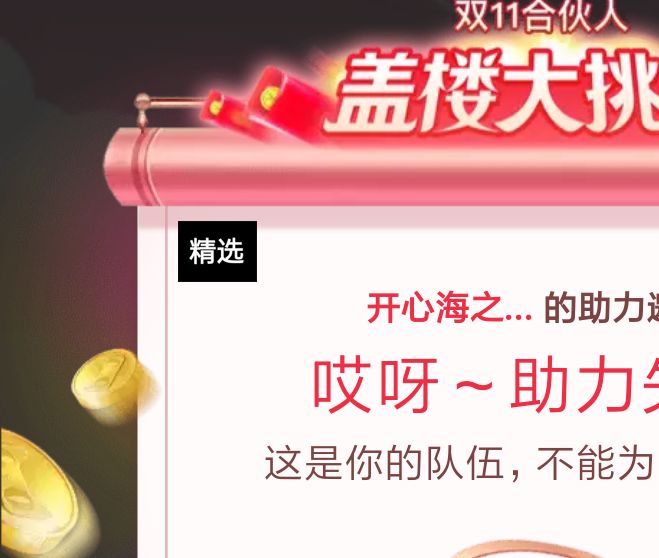 双11合伙人
盖楼大挑
精选
开心海之... 的助力
哎呀~助力
这是你的队伍，不能为